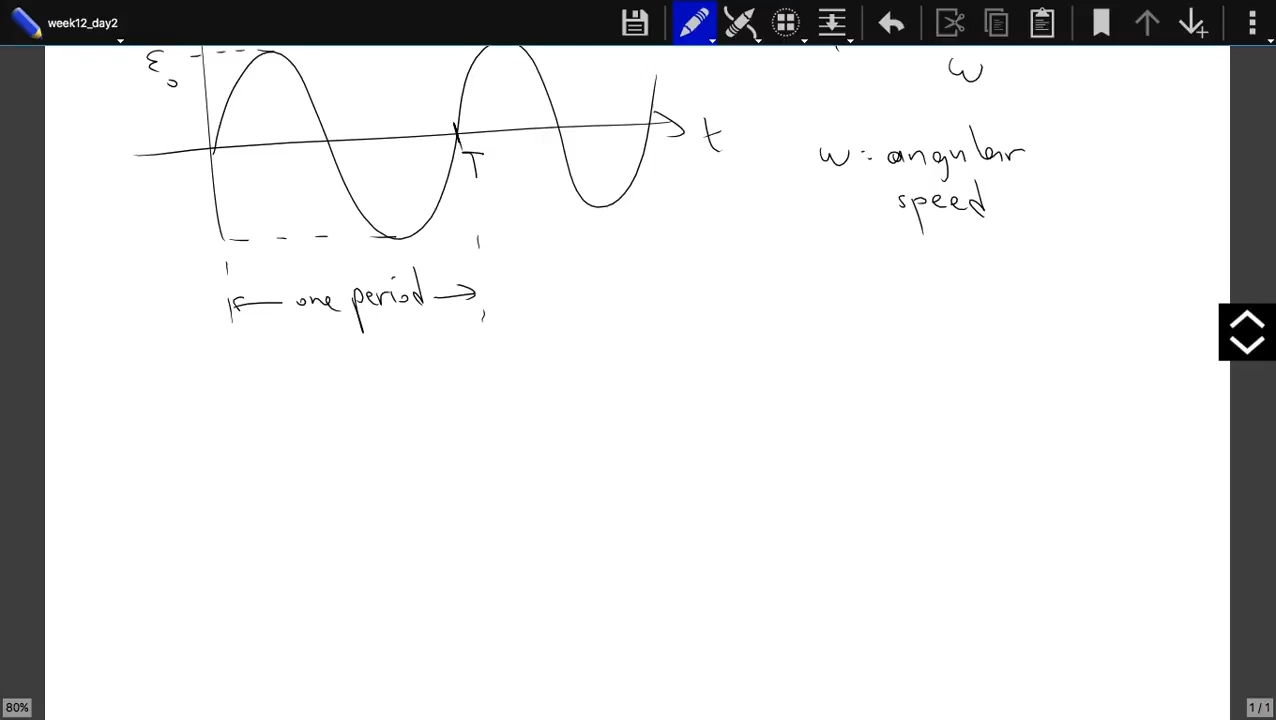 week12_day2
ε₀
ω
t
T
ω : angular
speed
one period
80%
1/1